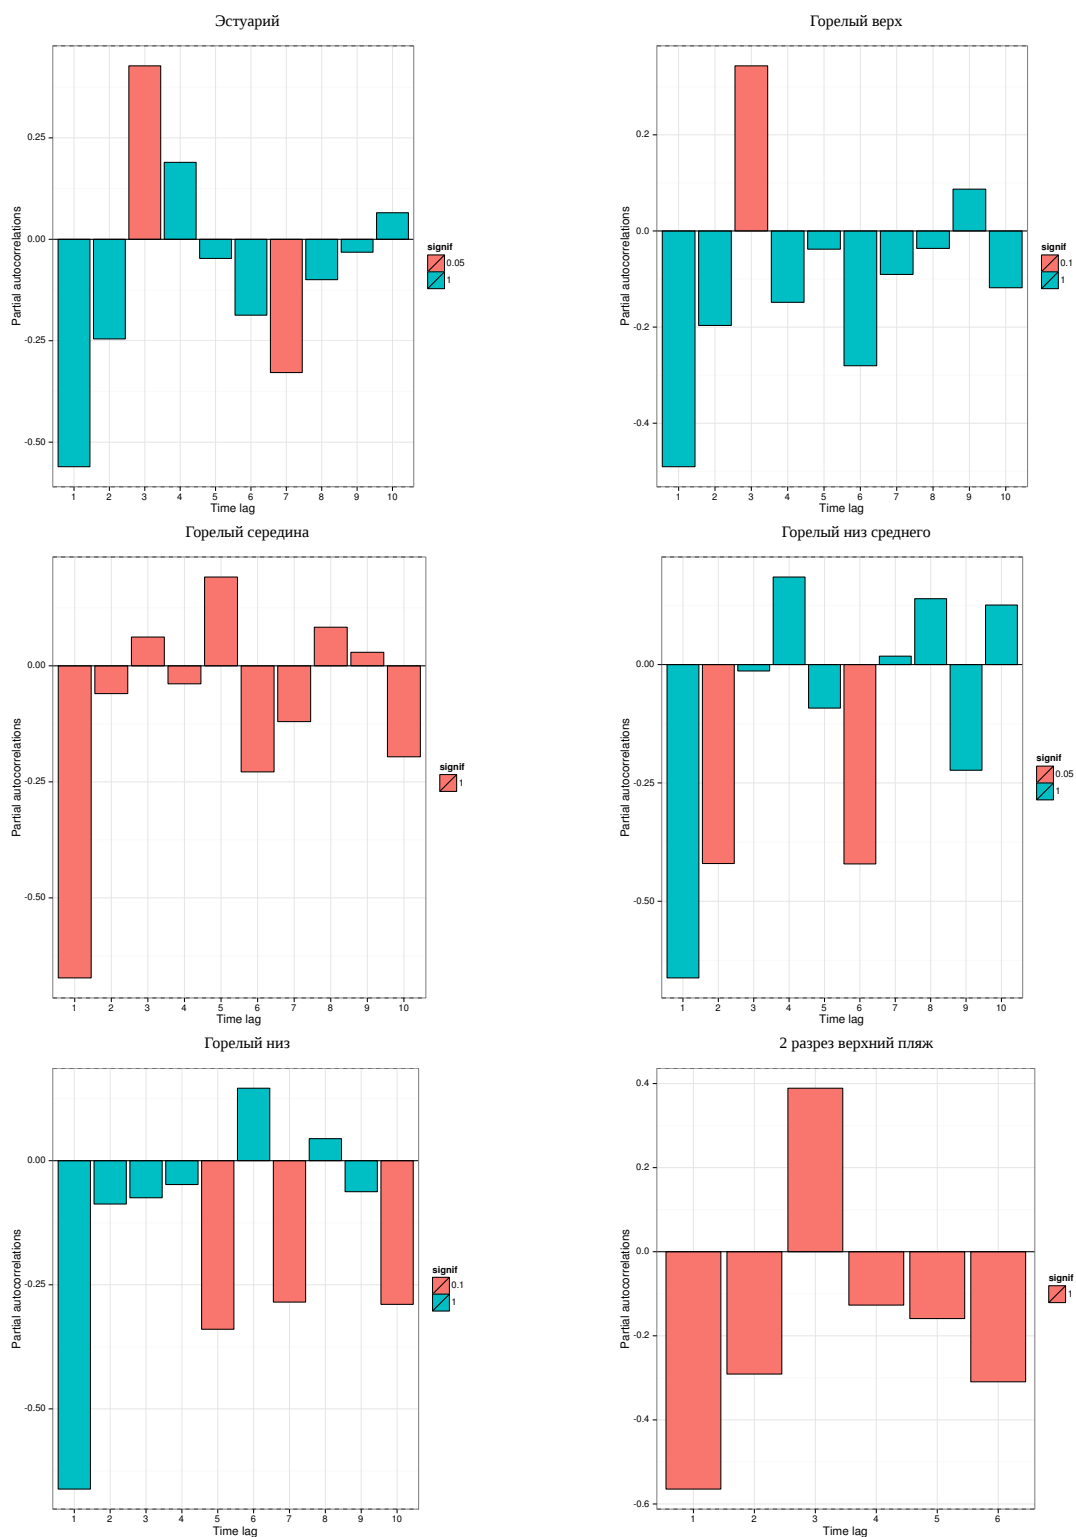 Эстуарий
Partial autocorrelations
0.25
0.00
-0.25
-0.50
1 2 3 4 5 6 7 8 9 10
Time lag
signif
0.05
1
Горелый верх
Partial autocorrelations
0.2
0.0
-0.2
-0.4
1 2 3 4 5 6 7 8 9 10
Time lag
signif
0.1
1
Горелый середина
Partial autocorrelations
0.00
-0.25
-0.50
1 2 3 4 5 6 7 8 9 10
Time lag
signif
1
Горелый низ среднего
Partial autocorrelations
0.00
-0.25
-0.50
1 2 3 4 5 6 7 8 9 10
Time lag
signif
0.05
1
Горелый низ
Partial autocorrelations
0.00
-0.25
-0.50
1 2 3 4 5 6 7 8 9 10
Time lag
signif
0.1
1
2 разрез верхний пляж
Partial autocorrelations
0.4
0.2
0.0
-0.2
-0.4
-0.6
1 2 3 4 5 6
Time lag
signif
1